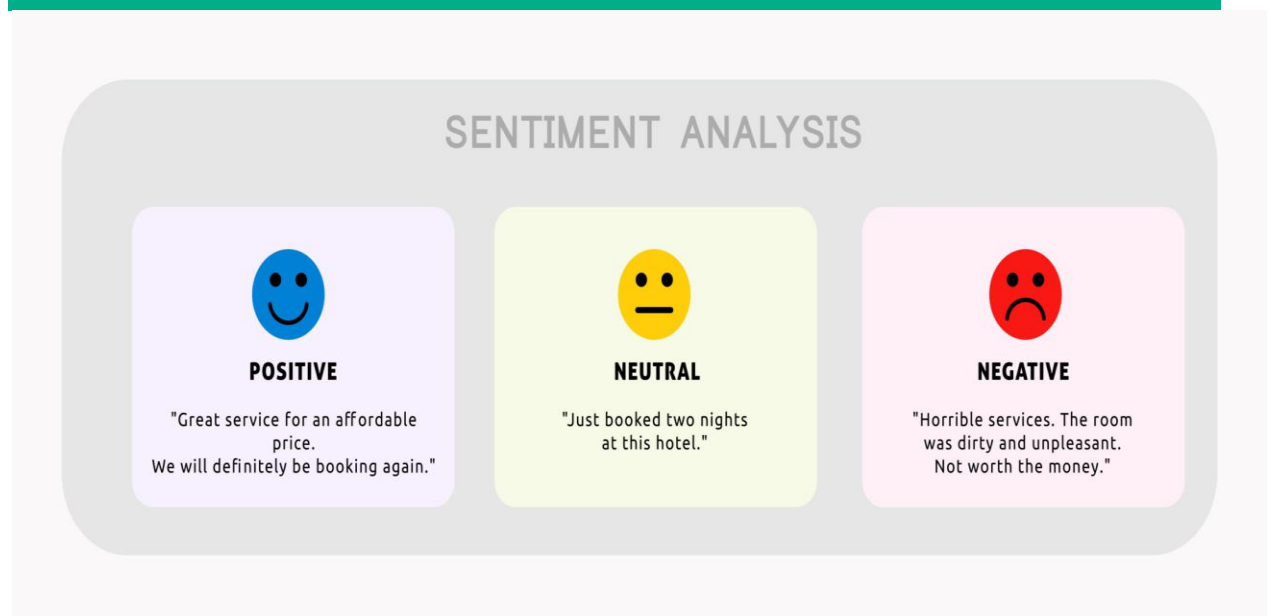 SENTIMENT ANALYSIS
POSITIVE
"Great service for an affordable
price.
We will definitely be booking again."
NEUTRAL
"Just booked two nights
at this hotel."
NEGATIVE
"Horrible services. The room
was dirty and unpleasant.
Not worth the money."